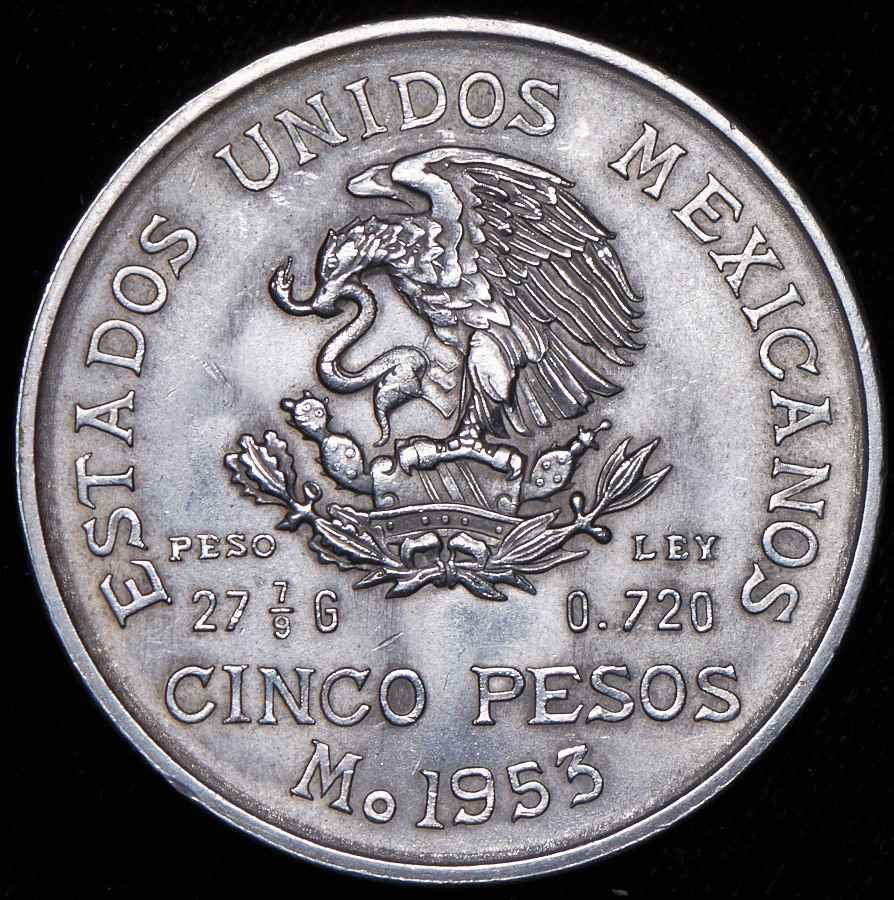 ESTADOS UNIDOS MEXICANOS
PESO LEY
27 7/9 G 0.720
CINCO PESOS
Mo 1953